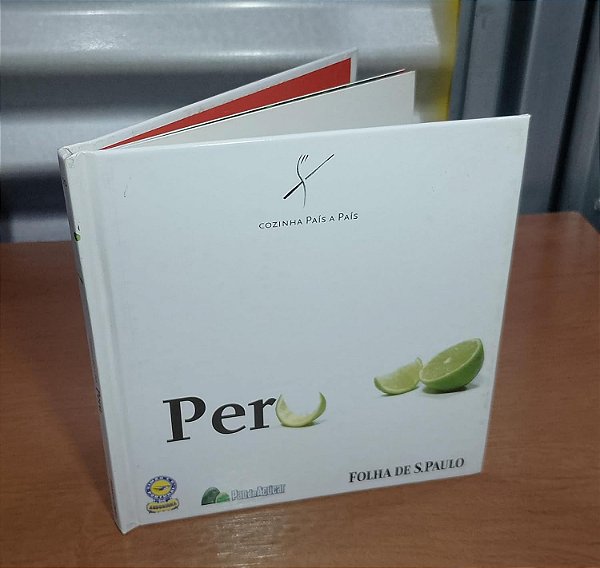 COZINHA PAÍS A PAÍS
Peru
FOLHA DE S.PAULO
Pão de Açúcar